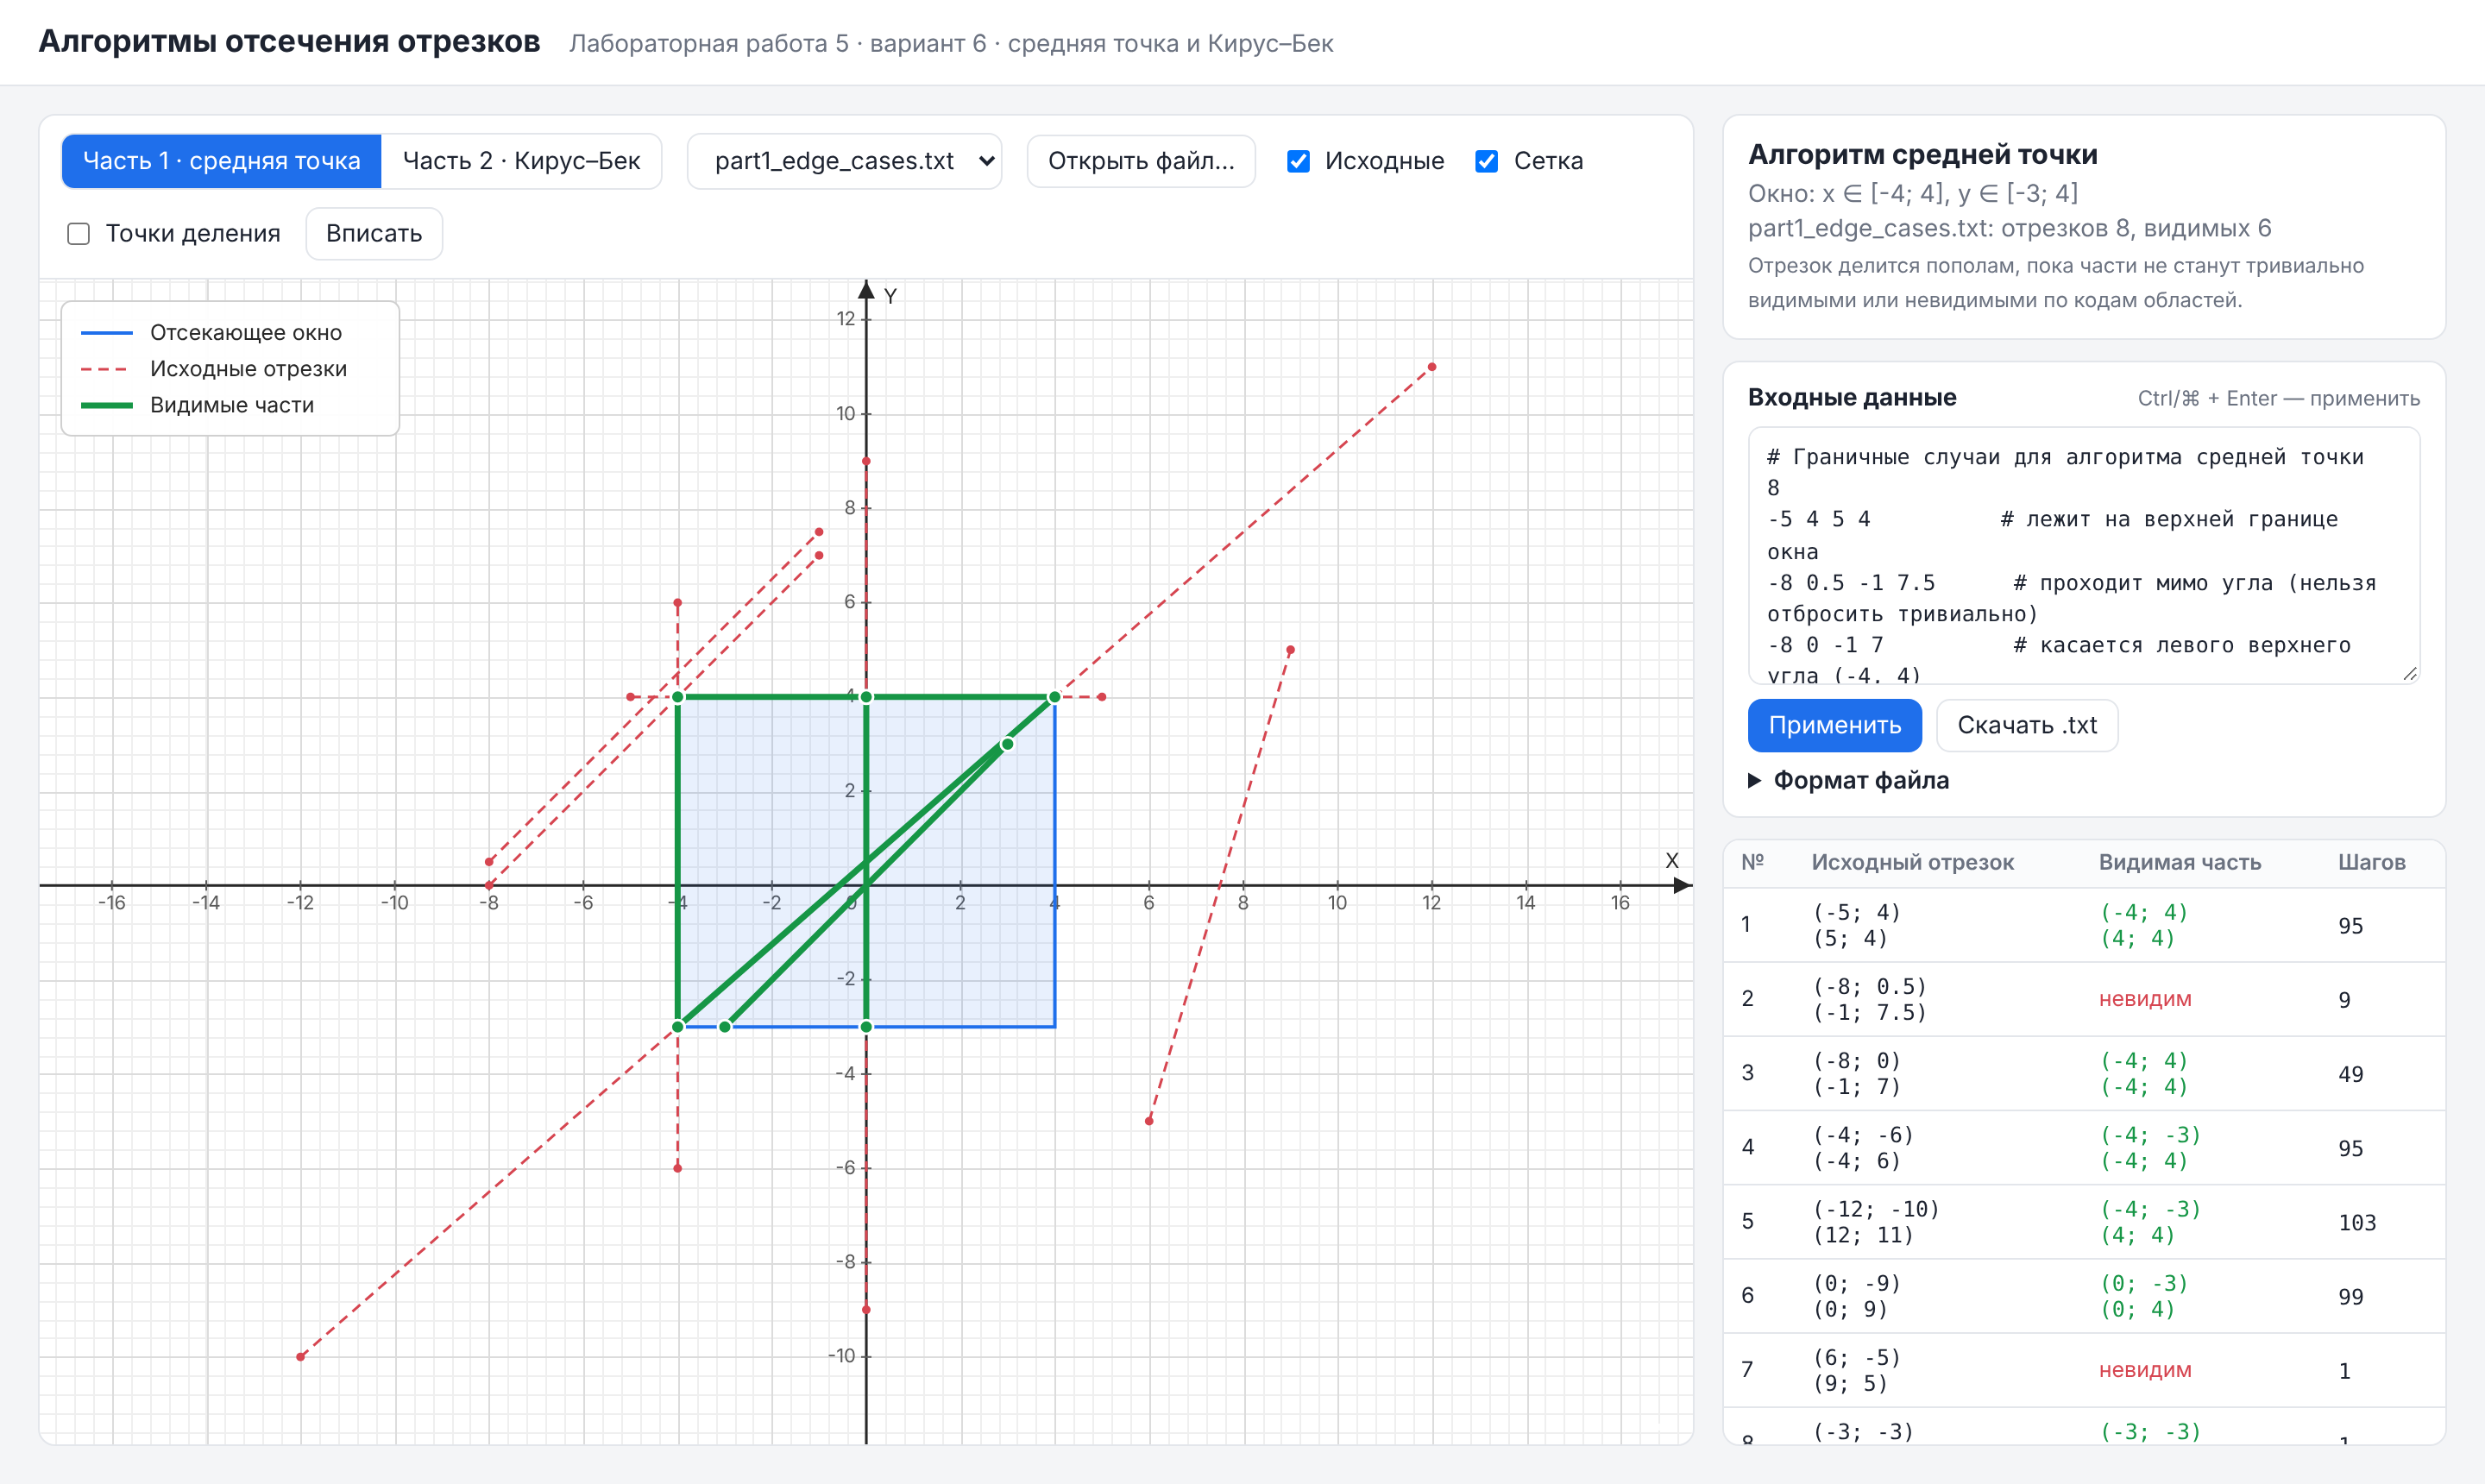 Алгоритмы отсечения отрезков Лабораторная работа 5 · вариант 6 · средняя точка и Кирус–Бек
Часть 1 · средняя точка Часть 2 · Кирус–Бек part1_edge_cases.txt Открыть файл... Исходные Сетка
Точки деления Вписать
Отсекающее окно
Исходные отрезки
Видимые части
Y
12
10
8
6
4
2
X
-16 -14 -12 -10 -8 -6 -4 -2 0 2 4 6 8 10 12 14 16
-2
-4
-6
-8
-10
Алгоритм средней точки
Окно: x ∈ [-4; 4], y ∈ [-3; 4]
part1_edge_cases.txt: отрезков 8, видимых 6
Отрезок делится пополам, пока части не станут тривиально
видимыми или невидимыми по кодам областей.
Входные данные Ctrl/⌘ + Enter — применить
# Граничные случаи для алгоритма средней точки
8
-5 4 5 4 # лежит на верхней границе
окна
-8 0.5 -1 7.5 # проходит мимо угла (нельзя
отбросить тривиально)
-8 0 -1 7 # касается левого верхнего
угла (-4, 4)
Применить Скачать .txt
Формат файла
№ Исходный отрезок Видимая часть Шагов
1 (-5; 4) (5; 4) (-4; 4) (4; 4) 95
2 (-8; 0.5) (-1; 7.5) невидим 9
3 (-8; 0) (-1; 7) (-4; 4) (-4; 4) 49
4 (-4; -6) (-4; 6) (-4; -3) (-4; 4) 95
5 (-12; -10) (12; 11) (-4; -3) (4; 4) 103
6 (0; -9) (0; 9) (0; -3) (0; 4) 99
7 (6; -5) (9; 5) невидим 1
8 (-3; -3) (-3; -3) 1